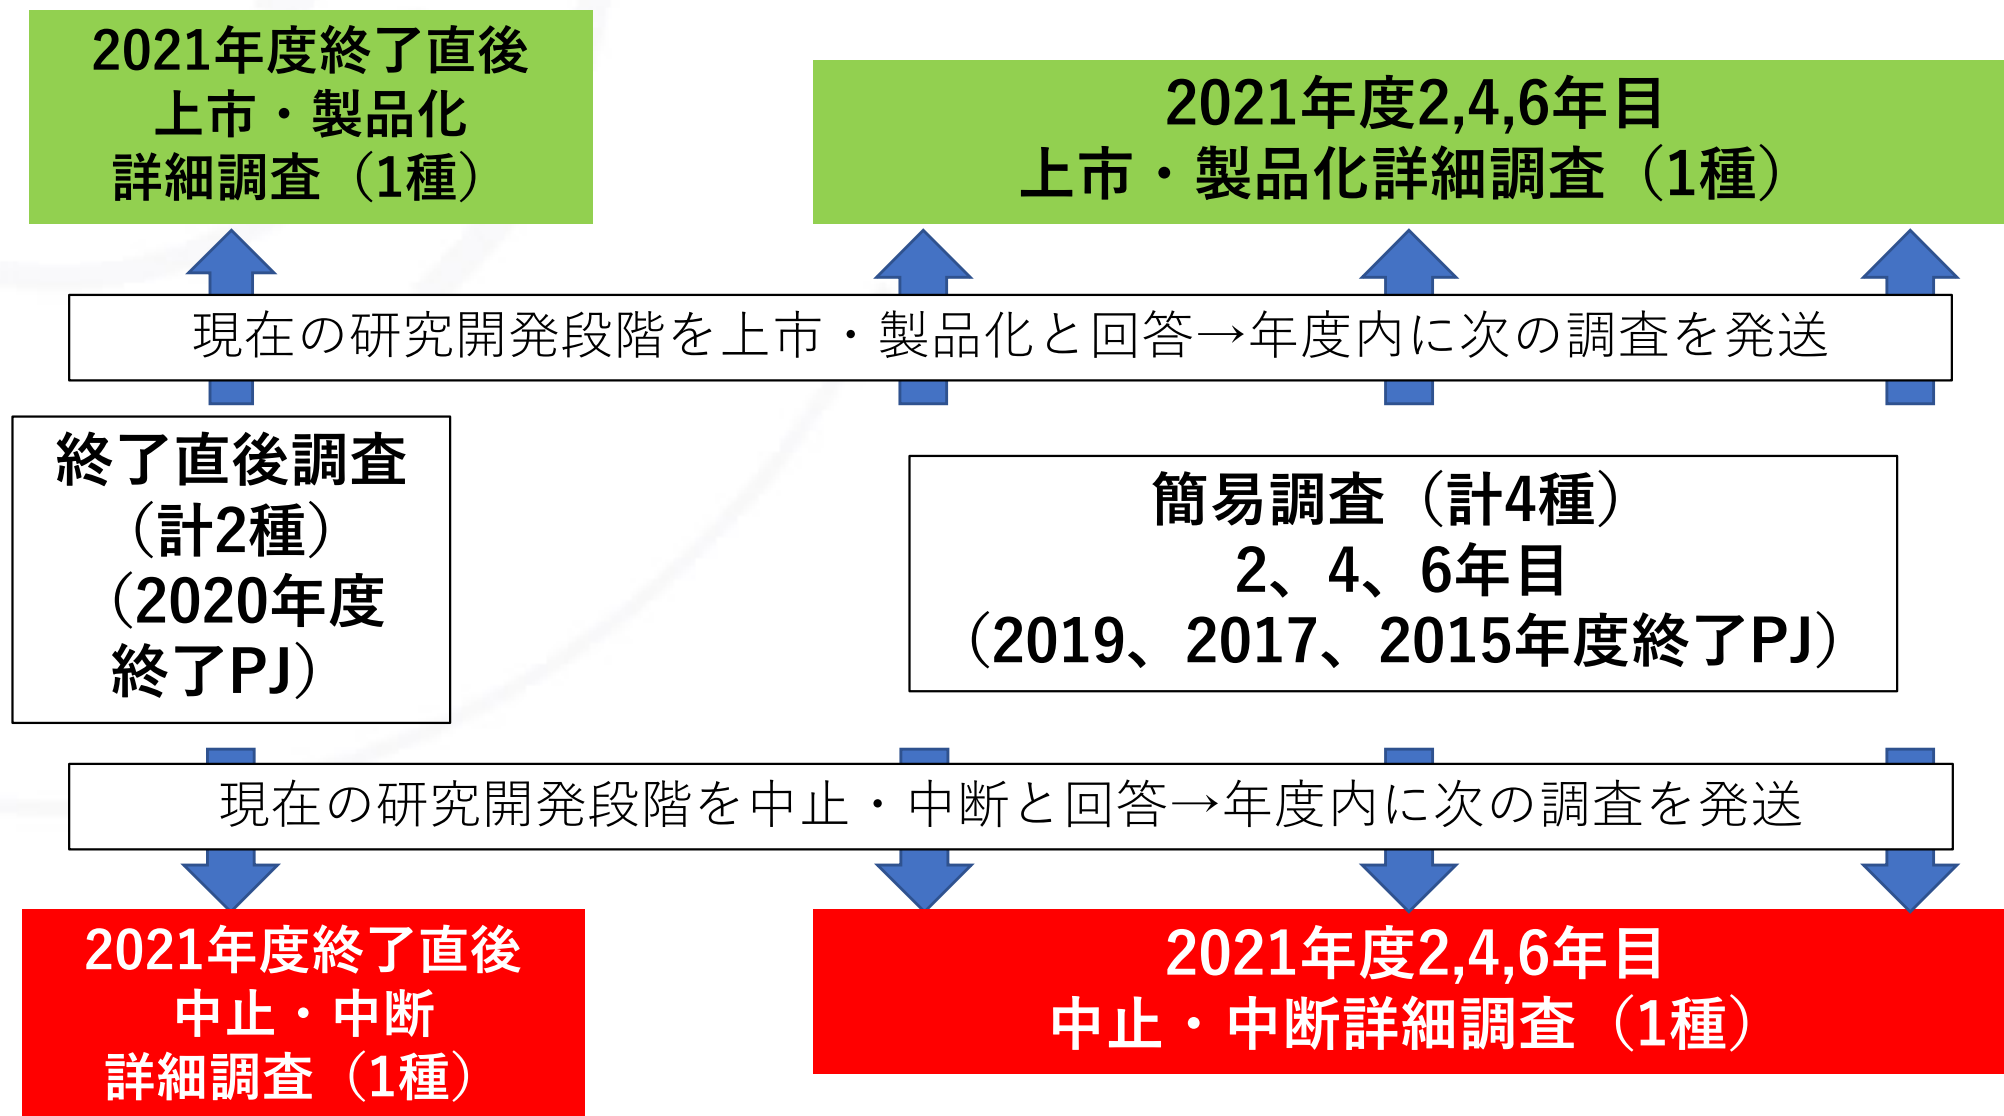 2021年度終了直後
上市・製品化
詳細調査（1種）
2021年度2,4,6年目
上市・製品化詳細調査（1種）
現在の研究開発段階を上市・製品化と回答→年度内に次の調査を発送
終了直後調査
（計2種）
（2020年度
終了PJ）
簡易調査（計4種）
2、4、6年目
（2019、2017、2015年度終了PJ）
現在の研究開発段階を中止・中断と回答→年度内に次の調査を発送
2021年度終了直後
中止・中断
詳細調査（1種）
2021年度2,4,6年目
中止・中断詳細調査（1種）